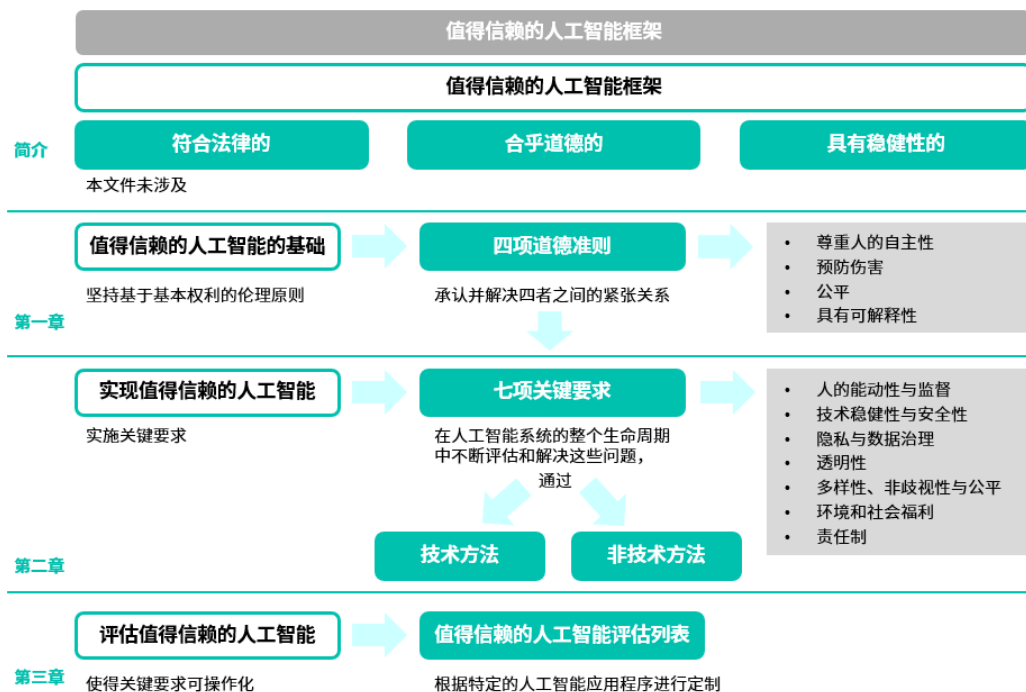 值得信赖的人工智能框架
值得信赖的人工智能框架
简介
符合法律的
合乎道德的
具有稳健性的
本文件未涉及
第一章
值得信赖的人工智能的基础
坚持基于基本权利的伦理原则
四项道德准则
承认并解决四者之间的紧张关系
• 尊重人的自主性
• 预防伤害
• 公平
• 具有可解释性
第二章
实现值得信赖的人工智能
实施关键要求
七项关键要求
在人工智能系统的整个生命周期
中不断评估和解决这些问题，
通过
技术方法
非技术方法
• 人的能动性与监督
• 技术稳健性与安全性
• 隐私与数据治理
• 透明性
• 多样性、非歧视性与公平
• 环境和社会福利
• 责任制
第三章
评估值得信赖的人工智能
使得关键要求可操作化
值得信赖的人工智能评估列表
根据特定的人工智能应用程序进行定制